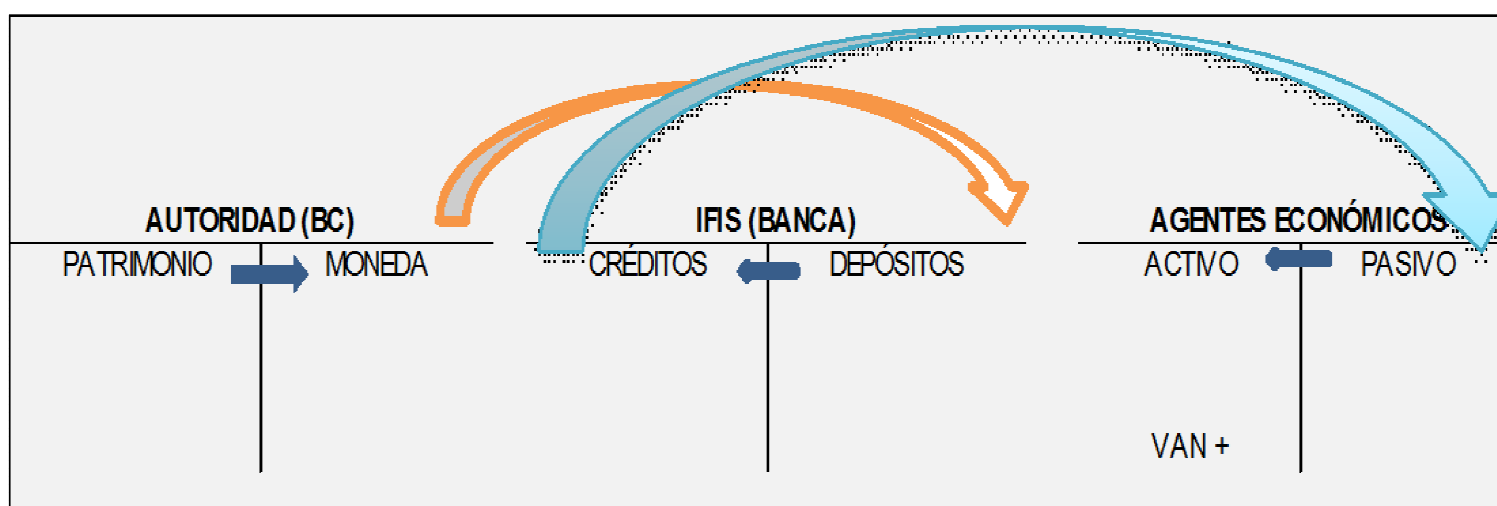 AUTORIDAD (BC) IFIS (BANCA) AGENTES ECONÓMICOS
PATRIMONIO MONEDA CRÉDITOS DEPÓSITOS ACTIVO PASIVO
VAN +